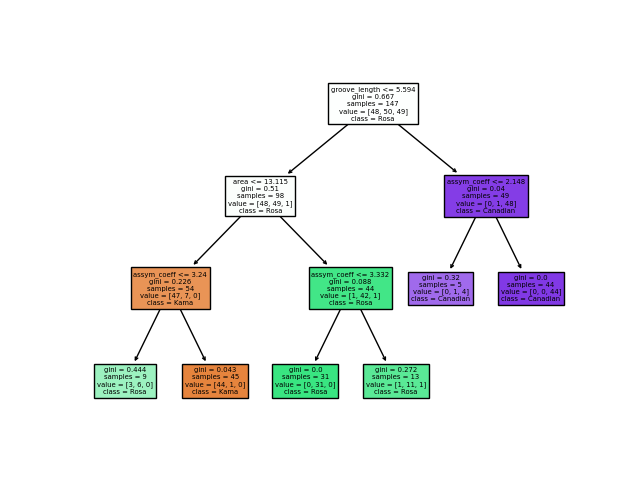 groove_length <= 5.594
gini = 0.667
samples = 147
value = [48, 50, 49]
class = Rosa
area <= 13.115
gini = 0.51
samples = 98
value = [48, 49, 1]
class = Rosa
assym_coeff <= 2.148
gini = 0.04
samples = 49
value = [0, 1, 48]
class = Canadian
assym_coeff <= 3.24
gini = 0.226
samples = 54
value = [47, 7, 0]
class = Kama
assym_coeff <= 3.332
gini = 0.088
samples = 44
value = [1, 42, 1]
class = Rosa
gini = 0.32
samples = 5
value = [0, 1, 4]
class = Canadian
gini = 0.0
samples = 44
value = [0, 0, 44]
class = Canadian
gini = 0.444
samples = 9
value = [3, 6, 0]
class = Rosa
gini = 0.043
samples = 45
value = [44, 1, 0]
class = Kama
gini = 0.0
samples = 31
value = [0, 31, 0]
class = Rosa
gini = 0.272
samples = 13
value = [1, 11, 1]
class = Rosa